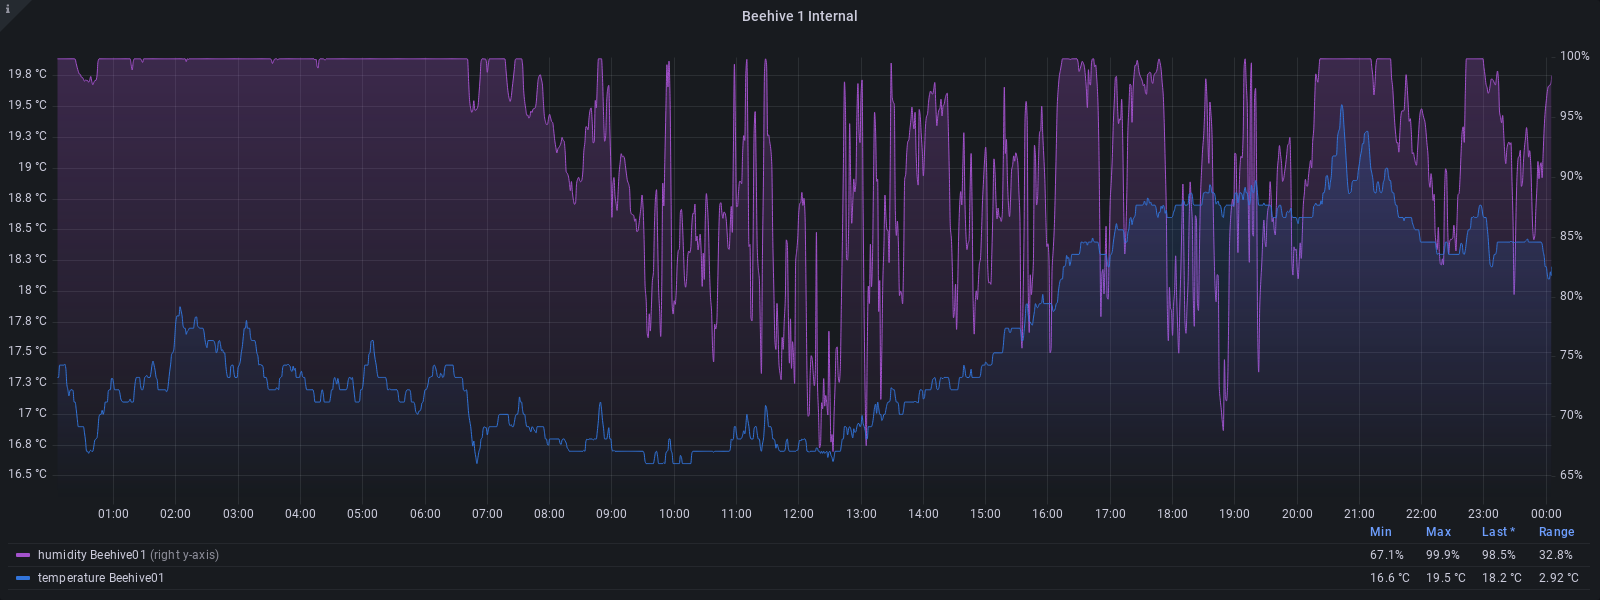 i
Beehive 1 Internal
19.8 °C
19.5 °C
19.3 °C
19 °C
18.8 °C
18.5 °C
18.3 °C
18 °C
17.8 °C
17.5 °C
17.3 °C
17 °C
16.8 °C
16.5 °C
100%
95%
90%
85%
80%
75%
70%
65%
01:00 02:00 03:00 04:00 05:00 06:00 07:00 08:00 09:00 10:00 11:00 12:00 13:00 14:00 15:00 16:00 17:00 18:00 19:00 20:00 21:00 22:00 23:00 00:00
Min Max Last * Range
humidity Beehive01 (right y-axis) 67.1% 99.9% 98.5% 32.8%
temperature Beehive01 16.6 °C 19.5 °C 18.2 °C 2.92 °C